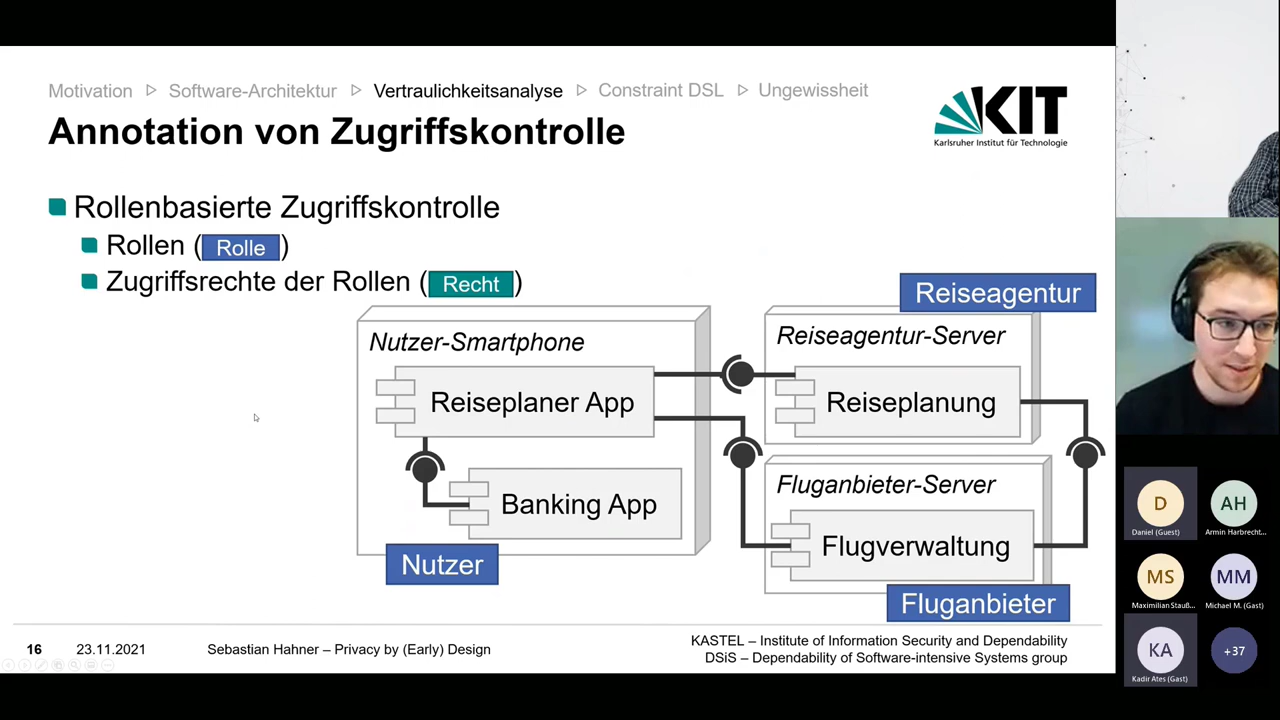 Motivation ▷ Software-Architektur ▷ Vertraulichkeitsanalyse ▷ Constraint DSL ▷ Ungewissheit
Annotation von Zugriffskontrolle
KIT
Karlsruher Institut für Technologie
Rollenbasierte Zugriffskontrolle
Rollen (Rolle)
Zugriffsrechte der Rollen (Recht)
Reiseagentur
Nutzer-Smartphone
Reiseplaner App
Banking App
Nutzer
Reiseagentur-Server
Reiseplanung
Fluganbieter-Server
Flugverwaltung
Fluganbieter
16
23.11.2021
Sebastian Hahner – Privacy by (Early) Design
KASTEL – Institute of Information Security and Dependability
DSiS – Dependability of Software-intensive Systems group
D
Daniel (Guest)
AH
Armin Harbrecht...
MS
Maximilian Stauß...
MM
Michael M. (Gast)
KA
Kadir Ates (Gast)
+37